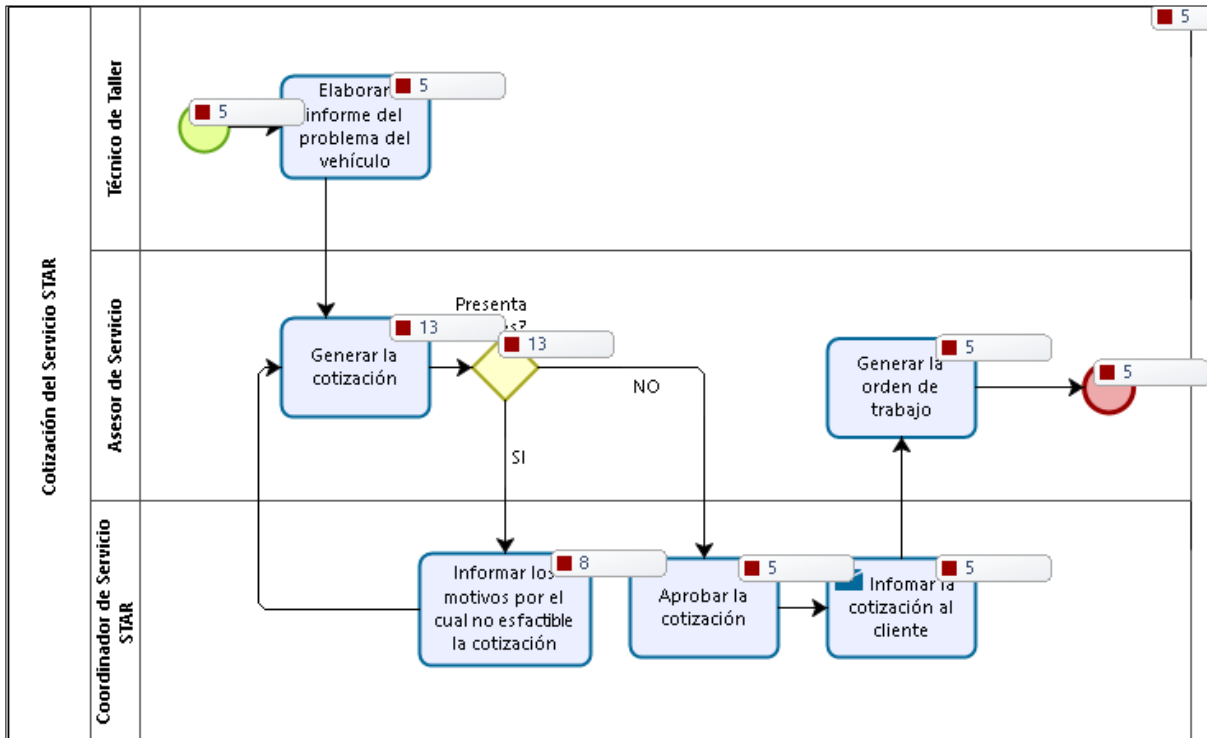 Cotización del Servicio STAR
Técnico de Taller
5
5
Elaborar
5
informe del
problema del
vehículo
Asesor de Servicio
Presenta
13
13
Generar la
cotización
NO
SI
5
Generar la
orden de
trabajo
5
Coordinador de Servicio
STAR
8
Informar los
motivos por el
cual no es factible
la cotización
5
Aprobar la
cotización
5
Infomar la
cotización al
cliente